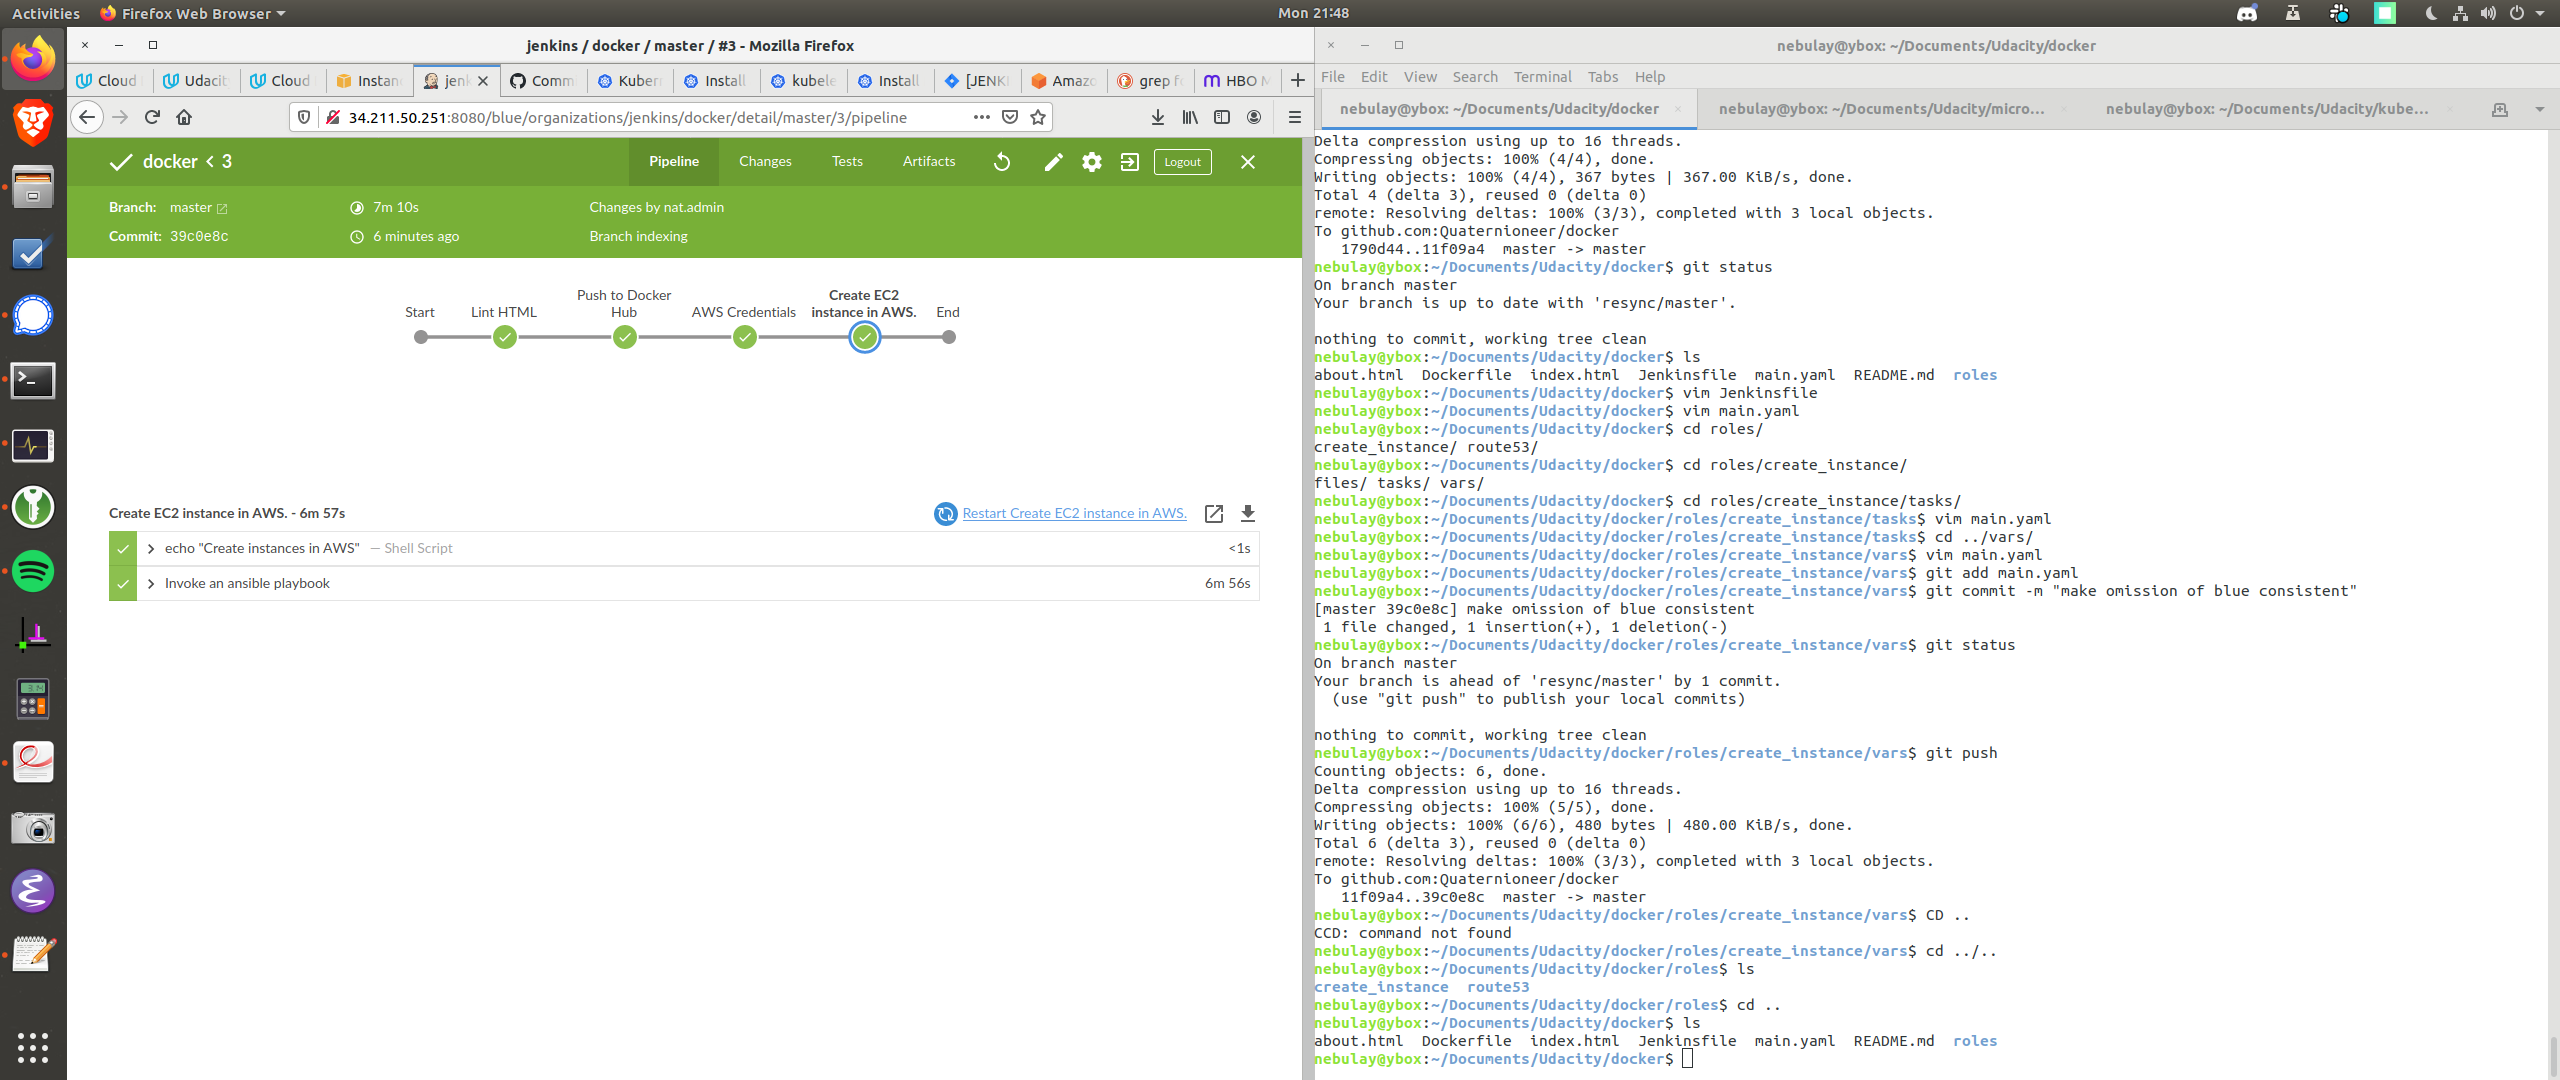 Activities
Firefox Web Browser
Mon 21:48
jenkins / docker / master / #3 - Mozilla Firefox
Cloud
Udaci
Cloud
Instan
jen
Comm
Kuber
Install
kubele
Install
[JENK
Amazo
grep f
HBO M
34.211.50.251:8080/blue/organizations/jenkins/docker/detail/master/3/pipeline
docker < 3
Pipeline
Changes
Tests
Artifacts
Logout
Branch: master
7m 10s
Changes by nat.admin
Commit: 39c0e8c
6 minutes ago
Branch indexing
Start
Lint HTML
Push to Docker
Hub
AWS Credentials
Create EC2
instance in AWS.
End
Create EC2 instance in AWS. - 6m 57s
Restart Create EC2 instance in AWS.
echo "Create instances in AWS" — Shell Script
<1s
Invoke an ansible playbook
6m 56s
nebulay@ybox: ~/Documents/Udacity/docker
File Edit View Search Terminal Tabs Help
nebulay@ybox: ~/Documents/Udacity/docker
nebulay@ybox: ~/Documents/Udacity/micro...
nebulay@ybox: ~/Documents/Udacity/kube...
Delta compression using up to 16 threads.
Compressing objects: 100% (4/4), done.
Writing objects: 100% (4/4), 367 bytes | 367.00 KiB/s, done.
Total 4 (delta 3), reused 0 (delta 0)
remote: Resolving deltas: 100% (3/3), completed with 3 local objects.
To github.com:Quaternioneer/docker
1790d44..11f09a4 master -> master
nebulay@ybox:~/Documents/Udacity/docker$ git status
On branch master
Your branch is up to date with 'resync/master'.
nothing to commit, working tree clean
nebulay@ybox:~/Documents/Udacity/docker$ ls
about.html Dockerfile index.html Jenkinsfile main.yaml README.md roles
nebulay@ybox:~/Documents/Udacity/docker$ vim Jenkinsfile
nebulay@ybox:~/Documents/Udacity/docker$ vim main.yaml
nebulay@ybox:~/Documents/Udacity/docker$ cd roles/
create_instance/ route53/
nebulay@ybox:~/Documents/Udacity/docker$ cd roles/create_instance/
files/ tasks/ vars/
nebulay@ybox:~/Documents/Udacity/docker$ cd roles/create_instance/tasks/
nebulay@ybox:~/Documents/Udacity/docker/roles/create_instance/tasks$ vim main.yaml
nebulay@ybox:~/Documents/Udacity/docker/roles/create_instance/tasks$ cd ../vars/
nebulay@ybox:~/Documents/Udacity/docker/roles/create_instance/vars$ vim main.yaml
nebulay@ybox:~/Documents/Udacity/docker/roles/create_instance/vars$ git add main.yaml
nebulay@ybox:~/Documents/Udacity/docker/roles/create_instance/vars$ git commit -m "make omission of blue consistent"
[master 39c0e8c] make omission of blue consistent
1 file changed, 1 insertion(+), 1 deletion(-)
nebulay@ybox:~/Documents/Udacity/docker/roles/create_instance/vars$ git status
On branch master
Your branch is ahead of 'resync/master' by 1 commit.
(use "git push" to publish your local commits)
nothing to commit, working tree clean
nebulay@ybox:~/Documents/Udacity/docker/roles/create_instance/vars$ git push
Counting objects: 6, done.
Delta compression using up to 16 threads.
Compressing objects: 100% (5/5), done.
Writing objects: 100% (6/6), 480 bytes | 480.00 KiB/s, done.
Total 6 (delta 3), reused 0 (delta 0)
remote: Resolving deltas: 100% (3/3), completed with 3 local objects.
To github.com:Quaternioneer/docker
11f09a4..39c0e8c master -> master
nebulay@ybox:~/Documents/Udacity/docker/roles/create_instance/vars$ CD ..
CCD: command not found
nebulay@ybox:~/Documents/Udacity/docker/roles/create_instance/vars$ cd ../..
nebulay@ybox:~/Documents/Udacity/docker/roles$ ls
create_instance route53
nebulay@ybox:~/Documents/Udacity/docker/roles$ cd ..
nebulay@ybox:~/Documents/Udacity/docker$ ls
about.html Dockerfile index.html Jenkinsfile main.yaml README.md roles
nebulay@ybox:~/Documents/Udacity/docker$